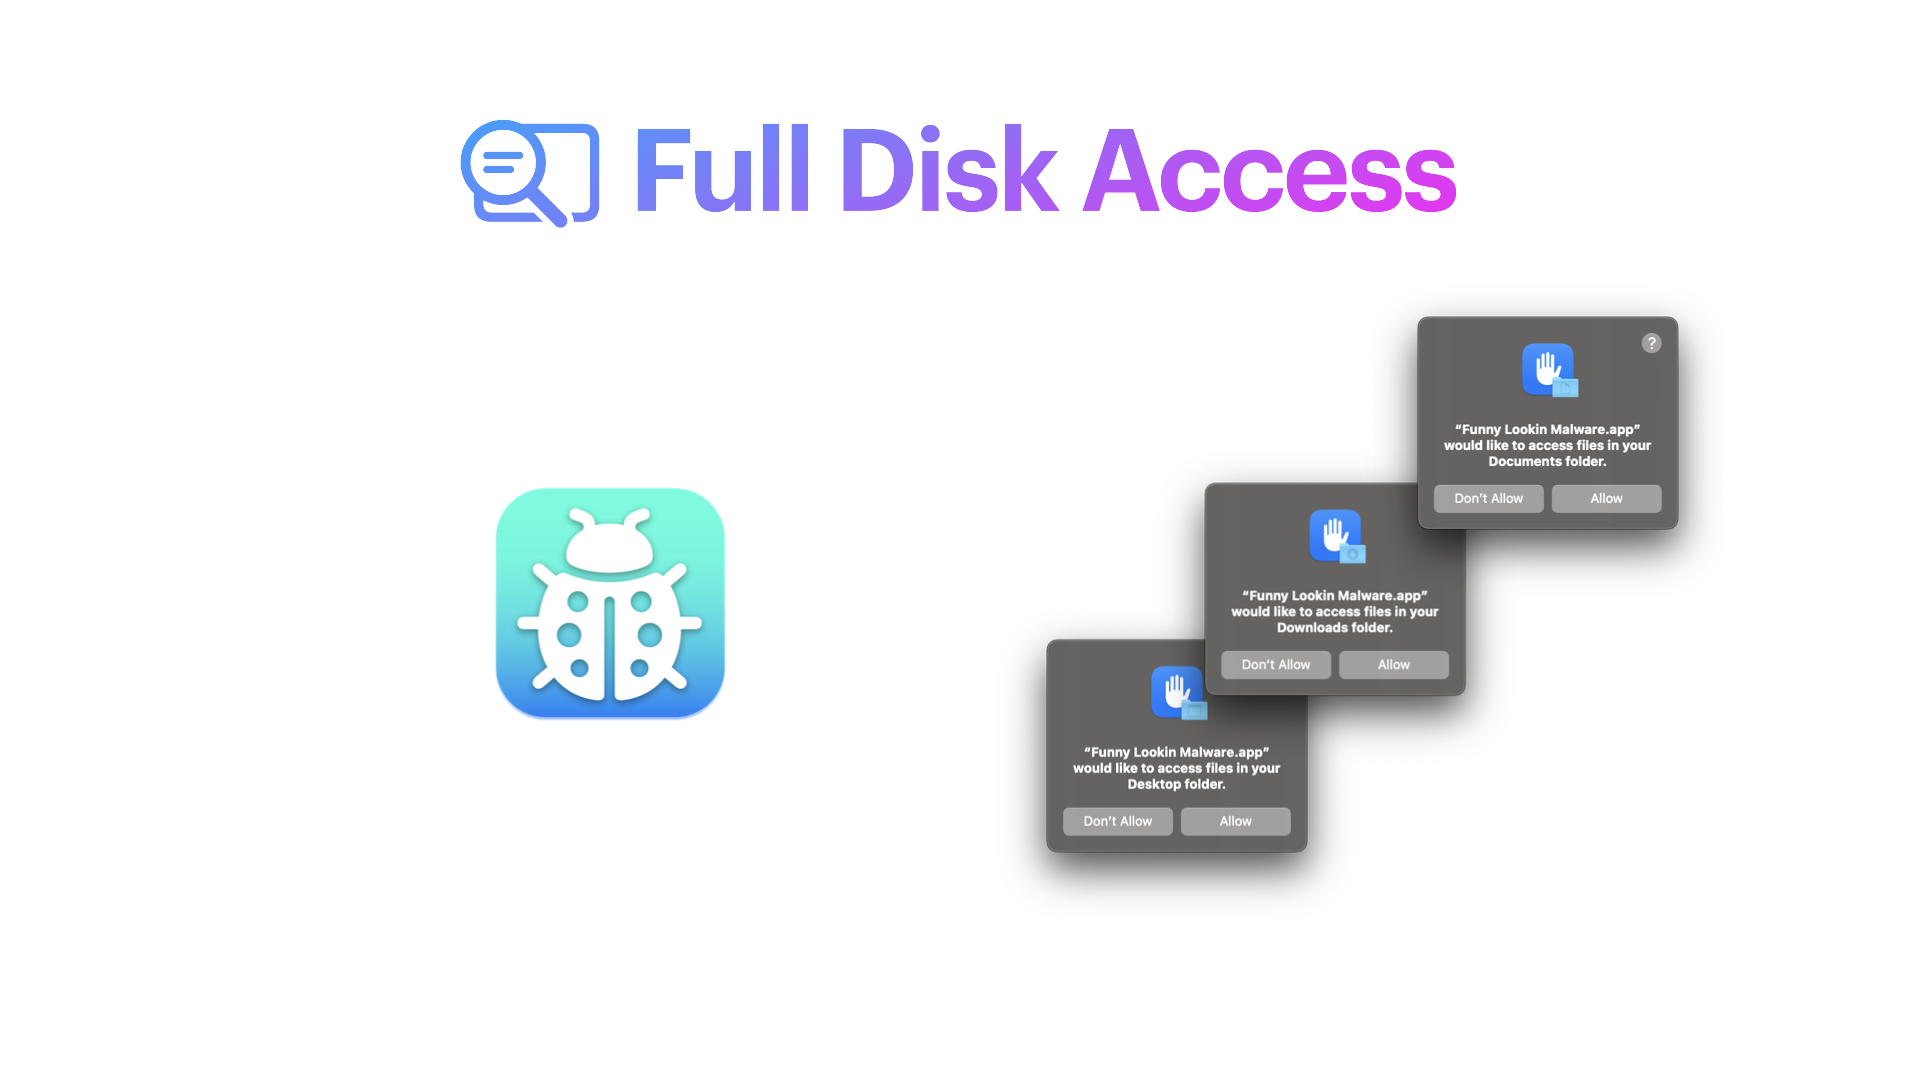 Full Disk Access
?
“Funny Lookin Malware.app”
would like to access files in your
Documents folder.
Don’t Allow
Allow
“Funny Lookin Malware.app”
would like to access files in your
Downloads folder.
Don’t Allow
Allow
“Funny Lookin Malware.app”
would like to access files in your
Desktop folder.
Don’t Allow
Allow